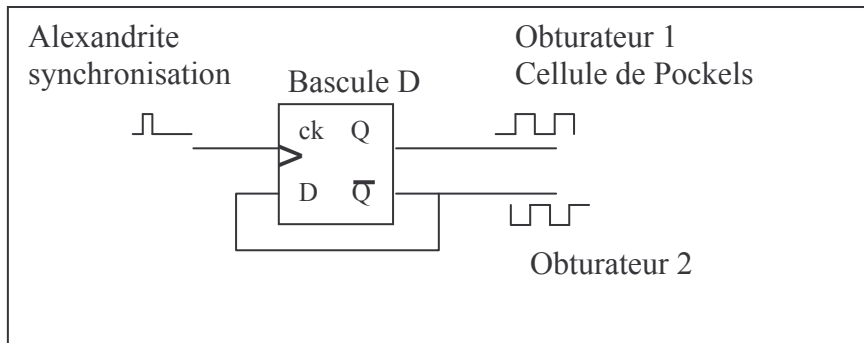 Alexandrite
synchronisation
Obturateur 1
Cellule de Pockels
Bascule D
ck Q
D Q̅
Obturateur 2